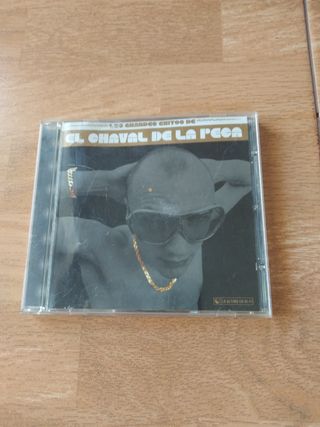 LOS GRANDES EXITOS DE
EL CHAVAL DE LA PECA